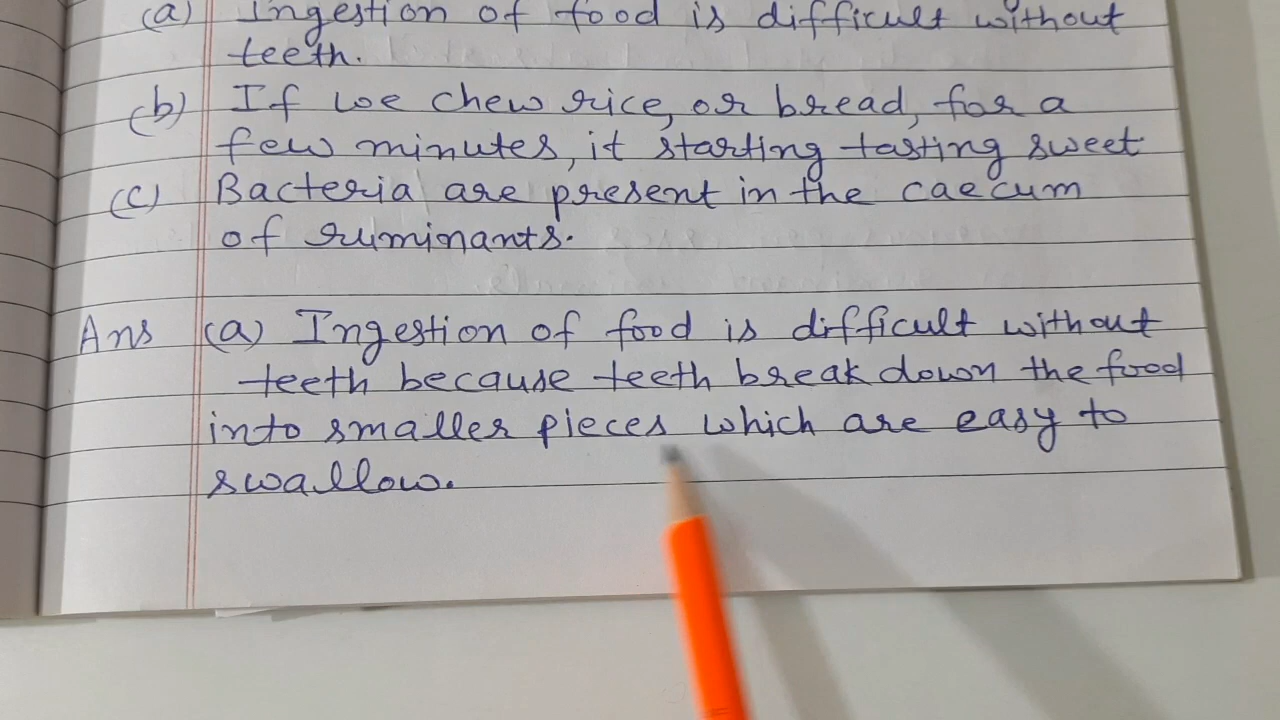 (a) Ingestion of food is difficult without
teeth.
(b) If we chew rice, or bread, for a
few minutes, it starting tasting sweet
(c) Bacteria are present in the caecum
of ruminants.
Ans (a) Ingestion of food is difficult without
teeth because teeth break down the food
into smaller pieces which are easy to
swallow.